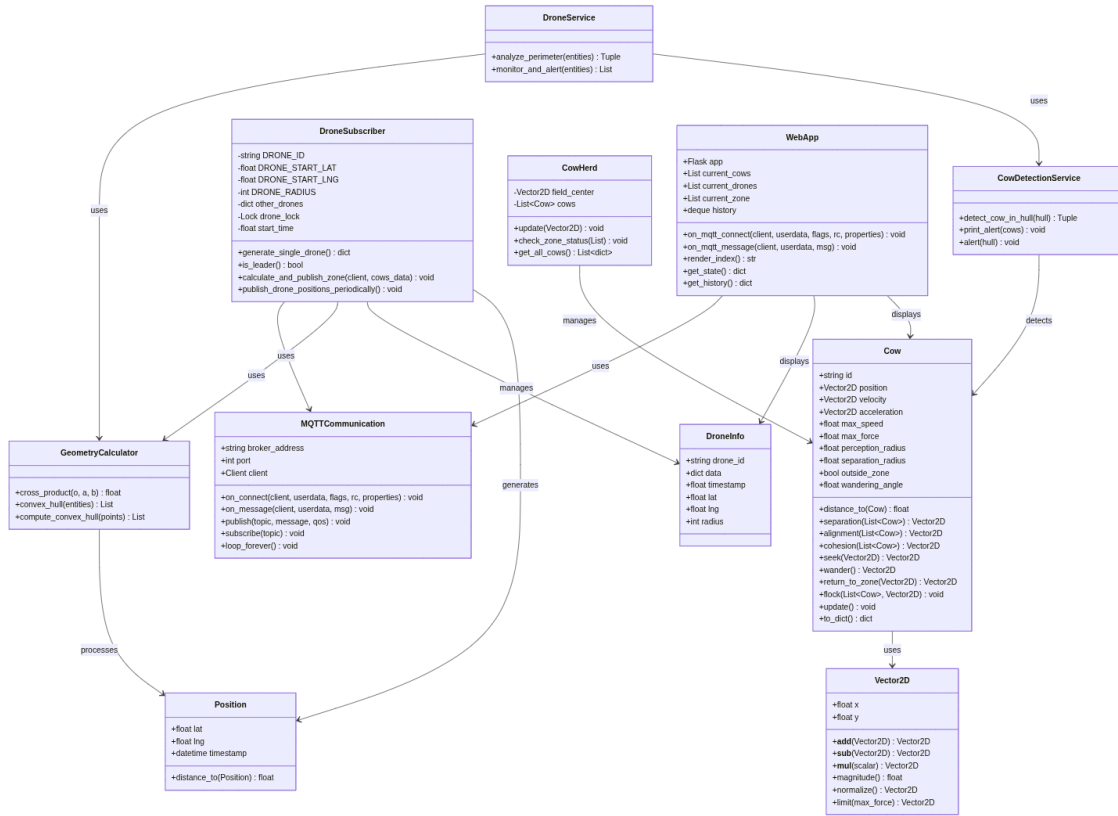 DroneService
+analyze_perimeter(entities) : Tuple
+monitor_and_alert(entities) : List
uses
uses
DroneSubscriber
-string DRONE_ID
-float DRONE_START_LAT
-float DRONE_START_LNG
-int DRONE_RADIUS
-dict other_drones
-Lock drone_lock
-float start_time
+generate_single_drone() : dict
+is_leader() : bool
+calculate_and_publish_zone(client, cows_data) : void
+publish_drone_positions_periodically() : void
CowHerd
-Vector2D field_center
-List<Cow> cows
+update(Vector2D) : void
+check_zone_status(List) : void
+get_all_cows() : List<dict>
WebApp
+Flask app
+List current_cows
+List current_drones
+List current_zone
+deque history
+on_mqtt_connect(client, userdata, flags, rc, properties) : void
+on_mqtt_message(client, userdata, msg) : void
+render_index() : str
+get_state() : dict
+get_history() : dict
CowDetectionService
+detect_cow_in_hull(hull) : Tuple
+print_alert(cows) : void
+alert(hull) : void
uses
uses
manages
generates
manages
uses
displays
displays
detects
GeometryCalculator
+cross_product(o, a, b) : float
+convex_hull(entities) : List
+compute_convex_hull(points) : List
MQTTCommunication
+string broker_address
+int port
+Client client
+on_connect(client, userdata, flags, rc, properties) : void
+on_message(client, userdata, msg) : void
+publish(topic, message, qos) : void
+subscribe(topic) : void
+loop_forever() : void
DroneInfo
+string drone_id
+dict data
+float timestamp
+float lat
+float lng
+int radius
Cow
+string id
+Vector2D position
+Vector2D velocity
+Vector2D acceleration
+float max_speed
+float max_force
+float perception_radius
+float separation_radius
+bool outside_zone
+float wandering_angle
+distance_to(Cow) : float
+separation(List<Cow>) : Vector2D
+alignment(List<Cow>) : Vector2D
+cohesion(List<Cow>) : Vector2D
+seek(Vector2D) : Vector2D
+wander() : Vector2D
+return_to_zone(Vector2D) : Vector2D
+flock(List<Cow>, Vector2D) : void
+update() : void
+to_dict() : dict
processes
uses
Position
+float lat
+float lng
+datetime timestamp
+distance_to(Position) : float
Vector2D
+float x
+float y
+add(Vector2D) : Vector2D
+sub(Vector2D) : Vector2D
+mul(scalar) : Vector2D
+magnitude() : float
+normalize() : Vector2D
+limit(max_force) : Vector2D